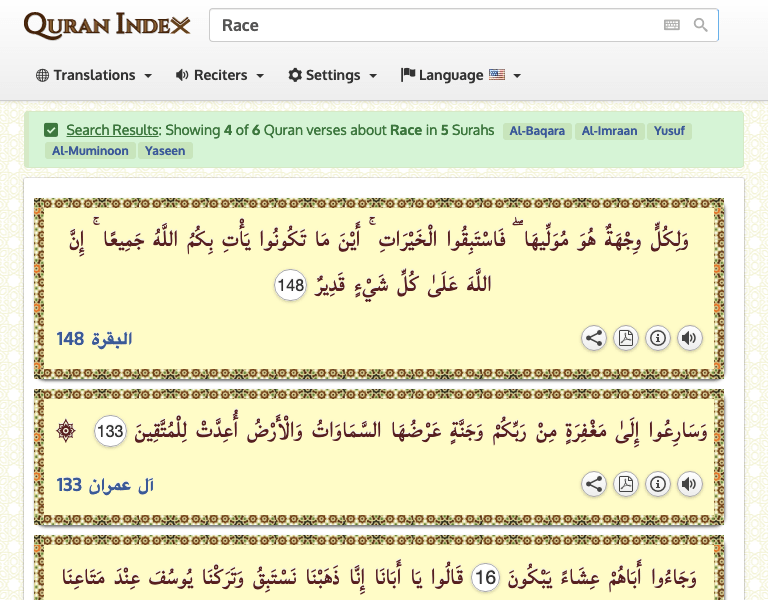 QURAN INDEX
Race
Translations
Reciters
Settings
Language
Search Results: Showing 4 of 6 Quran verses about Race in 5 Surahs Al-Baqara Al-Imraan Yusuf
Al-Muminoon Yaseen
وَلِكُلٍّ وِجْهَةٌ هُوَ مُوَلِّيهَا ۖ فَاسْتَبِقُوا الْخَيْرَاتِ ۚ أَيْنَ مَا تَكُونُوا يَأْتِ بِكُمُ اللَّهُ جَمِيعًا ۚ إِنَّ
اللَّهَ عَلَىٰ كُلِّ شَيْءٍ قَدِيرٌ 148
البقرة 148
وَسَارِعُوا إِلَىٰ مَغْفِرَةٍ مِنْ رَبِّكُمْ وَجَنَّةٍ عَرْضُهَا السَّمَاوَاتُ وَالْأَرْضُ أُعِدَّتْ لِلْمُتَّقِينَ 133 ۞
آل عمران 133
وَجَاءُوا أَبَاهُمْ عِشَاءً يَبْكُونَ 16 قَالُوا يَا أَبَانَا إِنَّا ذَهَبْنَا نَسْتَبِقُ وَتَرَكْنَا يُوسُفَ عِنْدَ مَتَاعِنَا